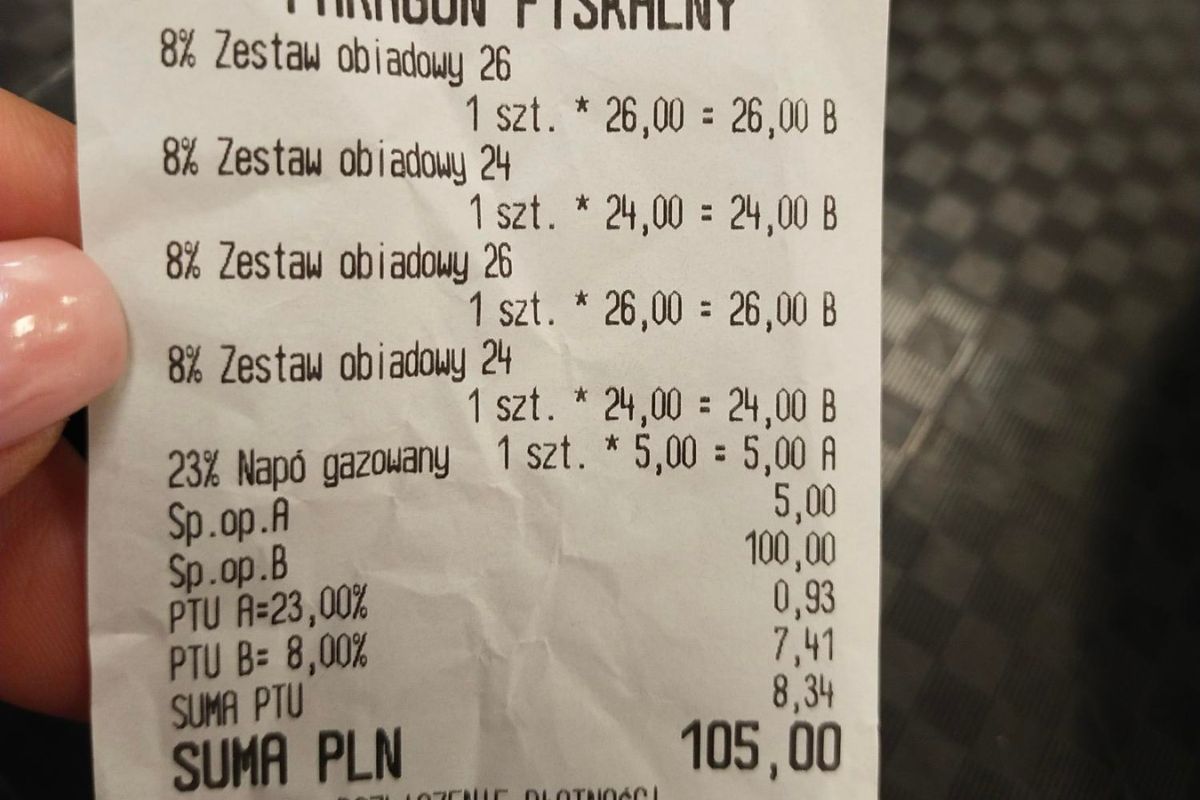 PARAGON FISKALNY
8% Zestaw obiadowy 26
1 szt. * 26,00 = 26,00 B
8% Zestaw obiadowy 24
1 szt. * 24,00 = 24,00 B
8% Zestaw obiadowy 26
1 szt. * 26,00 = 26,00 B
8% Zestaw obiadowy 24
1 szt. * 24,00 = 24,00 B
23% Napó gazowany 1 szt. * 5,00 = 5,00 A
Sp.op.A 5,00
Sp.op.B 100,00
PTU A=23,00% 0,93
PTU B= 8,00% 7,41
SUMA PTU 8,34
SUMA PLN 105,00